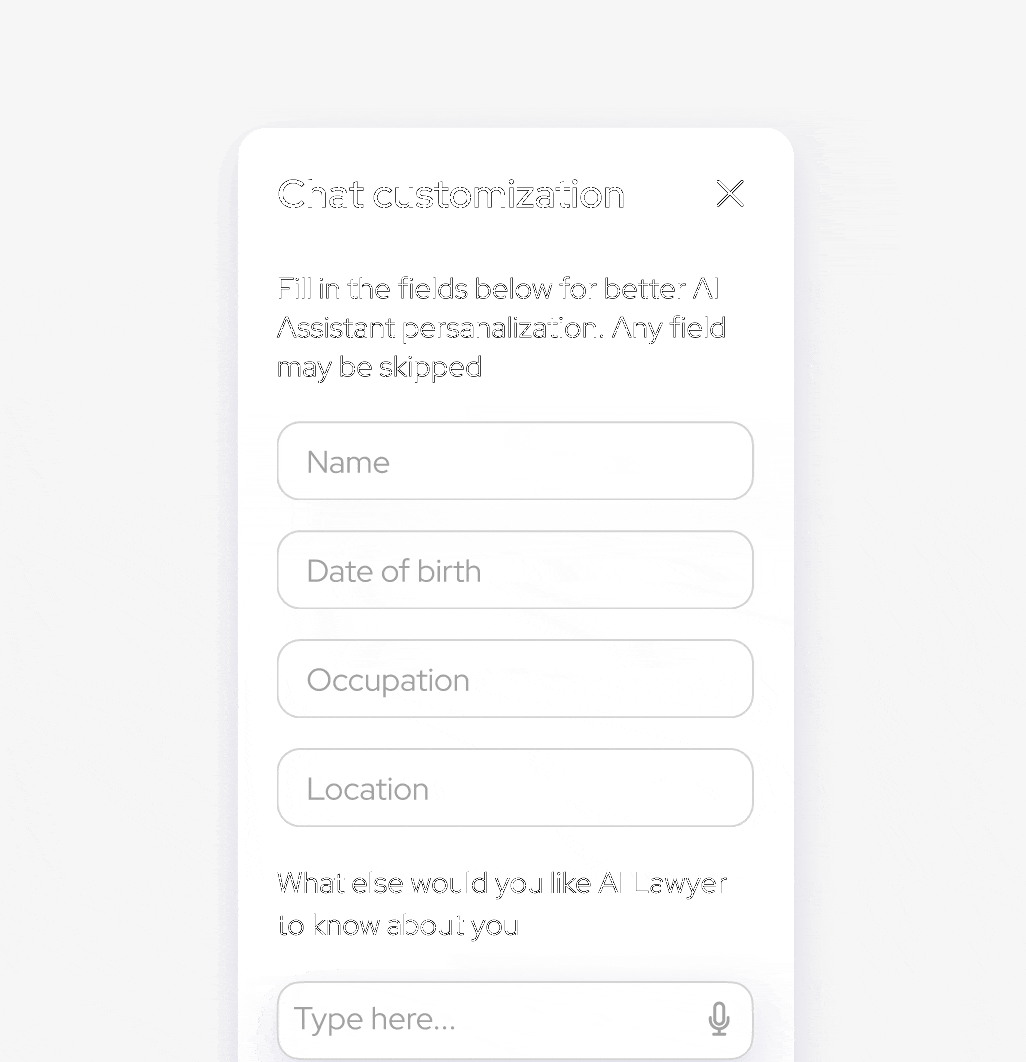 Chat customization
Fill in the fields below for better AI
Assistant persanalization. Any field
may be skipped
Name
Date of birth
Occupation
Location
What else would you like AI Lawyer
to know about you
Type here...